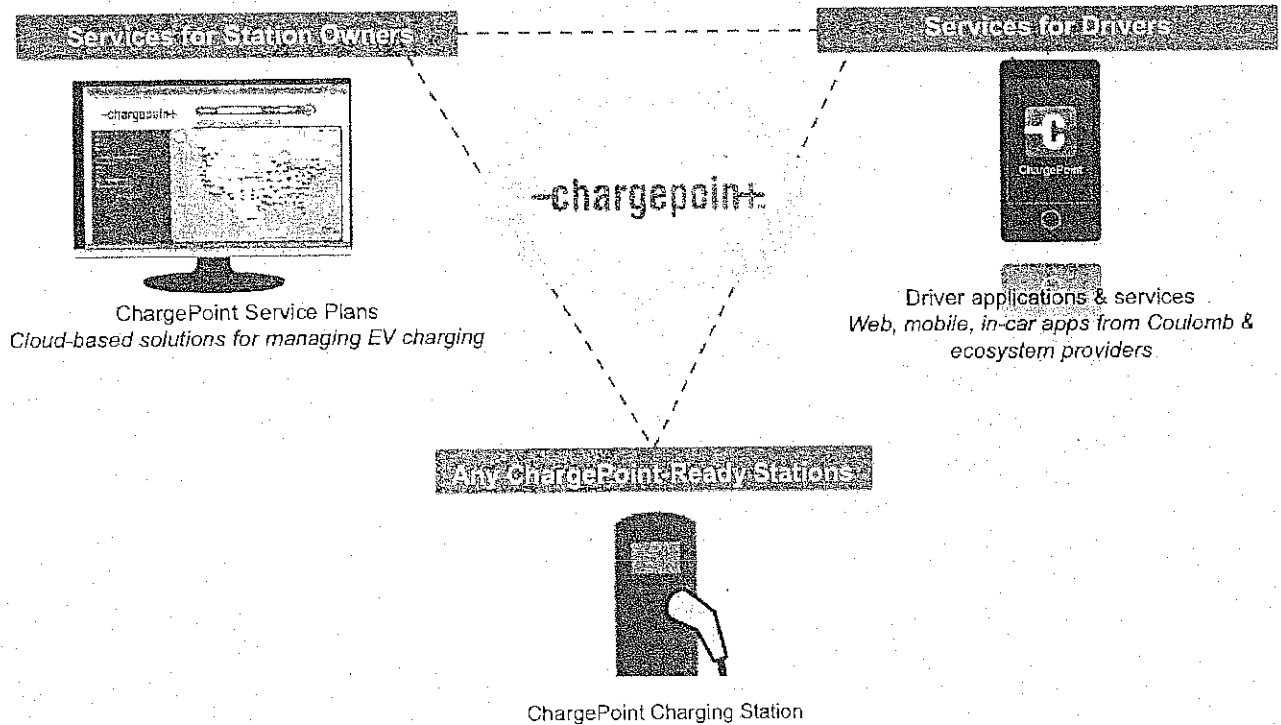 Services for Station Owners
Services for Drivers
-chargepoin+
ChargePoint
-chargepoin+
ChargePoint Service Plans
Cloud-based solutions for managing EV charging
Driver applications & services
Web, mobile, in-car apps from Coulomb &
ecosystem providers
Any ChargePoint-Ready Stations
ChargePoint Charging Station